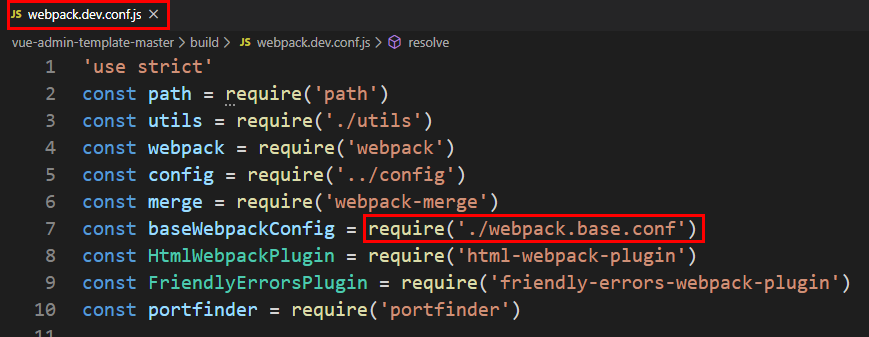 JS webpack.dev.conf.js ×
vue-admin-template-master > build > JS webpack.dev.conf.js > resolve
1 'use strict'
2 const path = require('path')
3 const utils = require('./utils')
4 const webpack = require('webpack')
5 const config = require('../config')
6 const merge = require('webpack-merge')
7 const baseWebpackConfig = require('./webpack.base.conf')
8 const HtmlWebpackPlugin = require('html-webpack-plugin')
9 const FriendlyErrorsPlugin = require('friendly-errors-webpack-plugin')
10 const portfinder = require('portfinder')
11